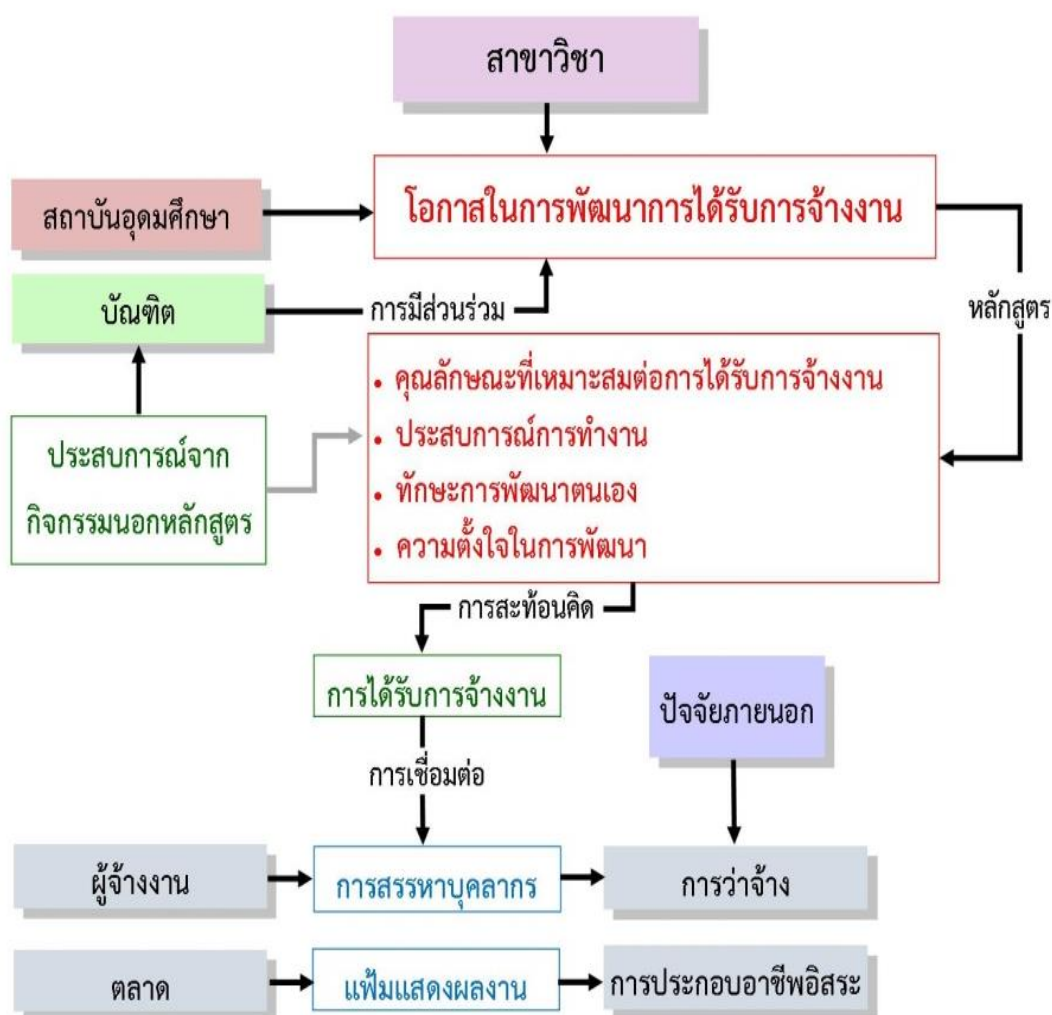 สาขาวิชา
สถาบันอุดมศึกษา
โอกาสในการพัฒนาการได้รับการจ้างงาน
บัณฑิต
การมีส่วนร่วม
หลักสูตร
• คุณลักษณะที่เหมาะสมต่อการได้รับการจ้างงาน
• ประสบการณ์การทำงาน
• ทักษะการพัฒนาตนเอง
• ความตั้งใจในการพัฒนา
ประสบการณ์จาก
กิจกรรมนอกหลักสูตร
การสะท้อนคิด
การได้รับการจ้างงาน
ปัจจัยภายนอก
การเชื่อมต่อ
ผู้จ้างงาน
การสรรหาบุคลากร
การว่าจ้าง
ตลาด
แฟ้มแสดงผลงาน
การประกอบอาชีพอิสระ